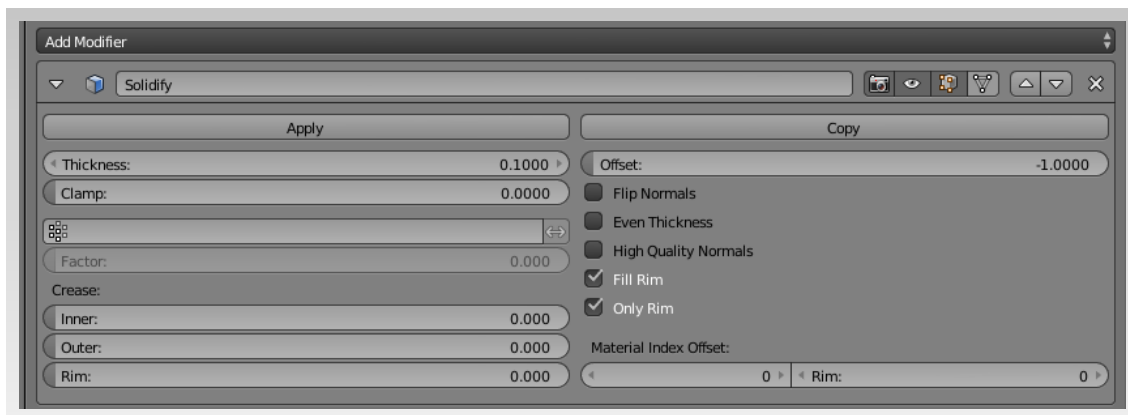 Add Modifier
Solidify
Apply
Copy
Thickness: 0.1000
Offset: -1.0000
Clamp: 0.0000
Flip Normals
Even Thickness
Factor: 0.000
High Quality Normals
Crease:
Fill Rim
Inner: 0.000
Only Rim
Outer: 0.000
Material Index Offset:
Rim: 0.000
0
Rim: 0